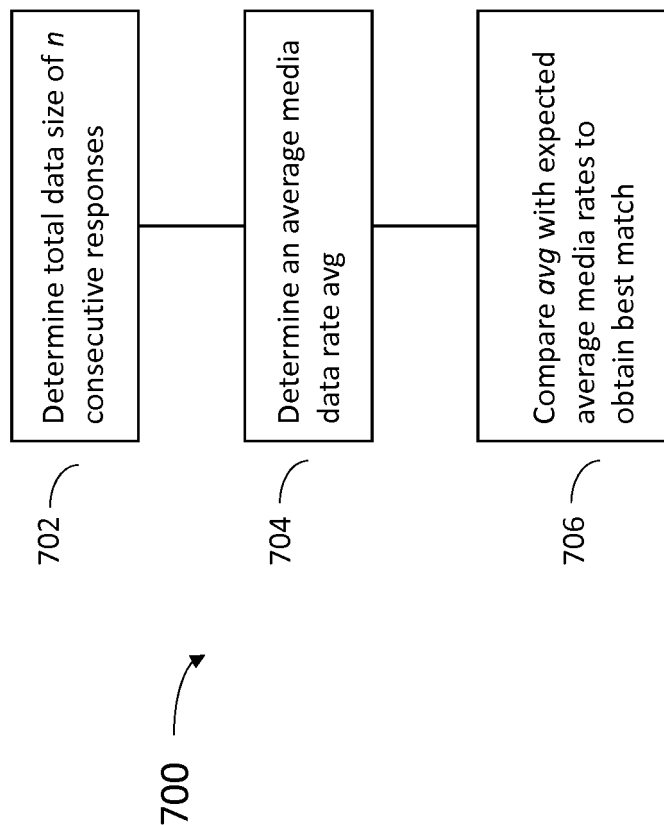 700
702
Determine total data size of n
consecutive responses
704
Determine an average media
data rate avg
706
Compare avg with expected
average media rates to
obtain best match